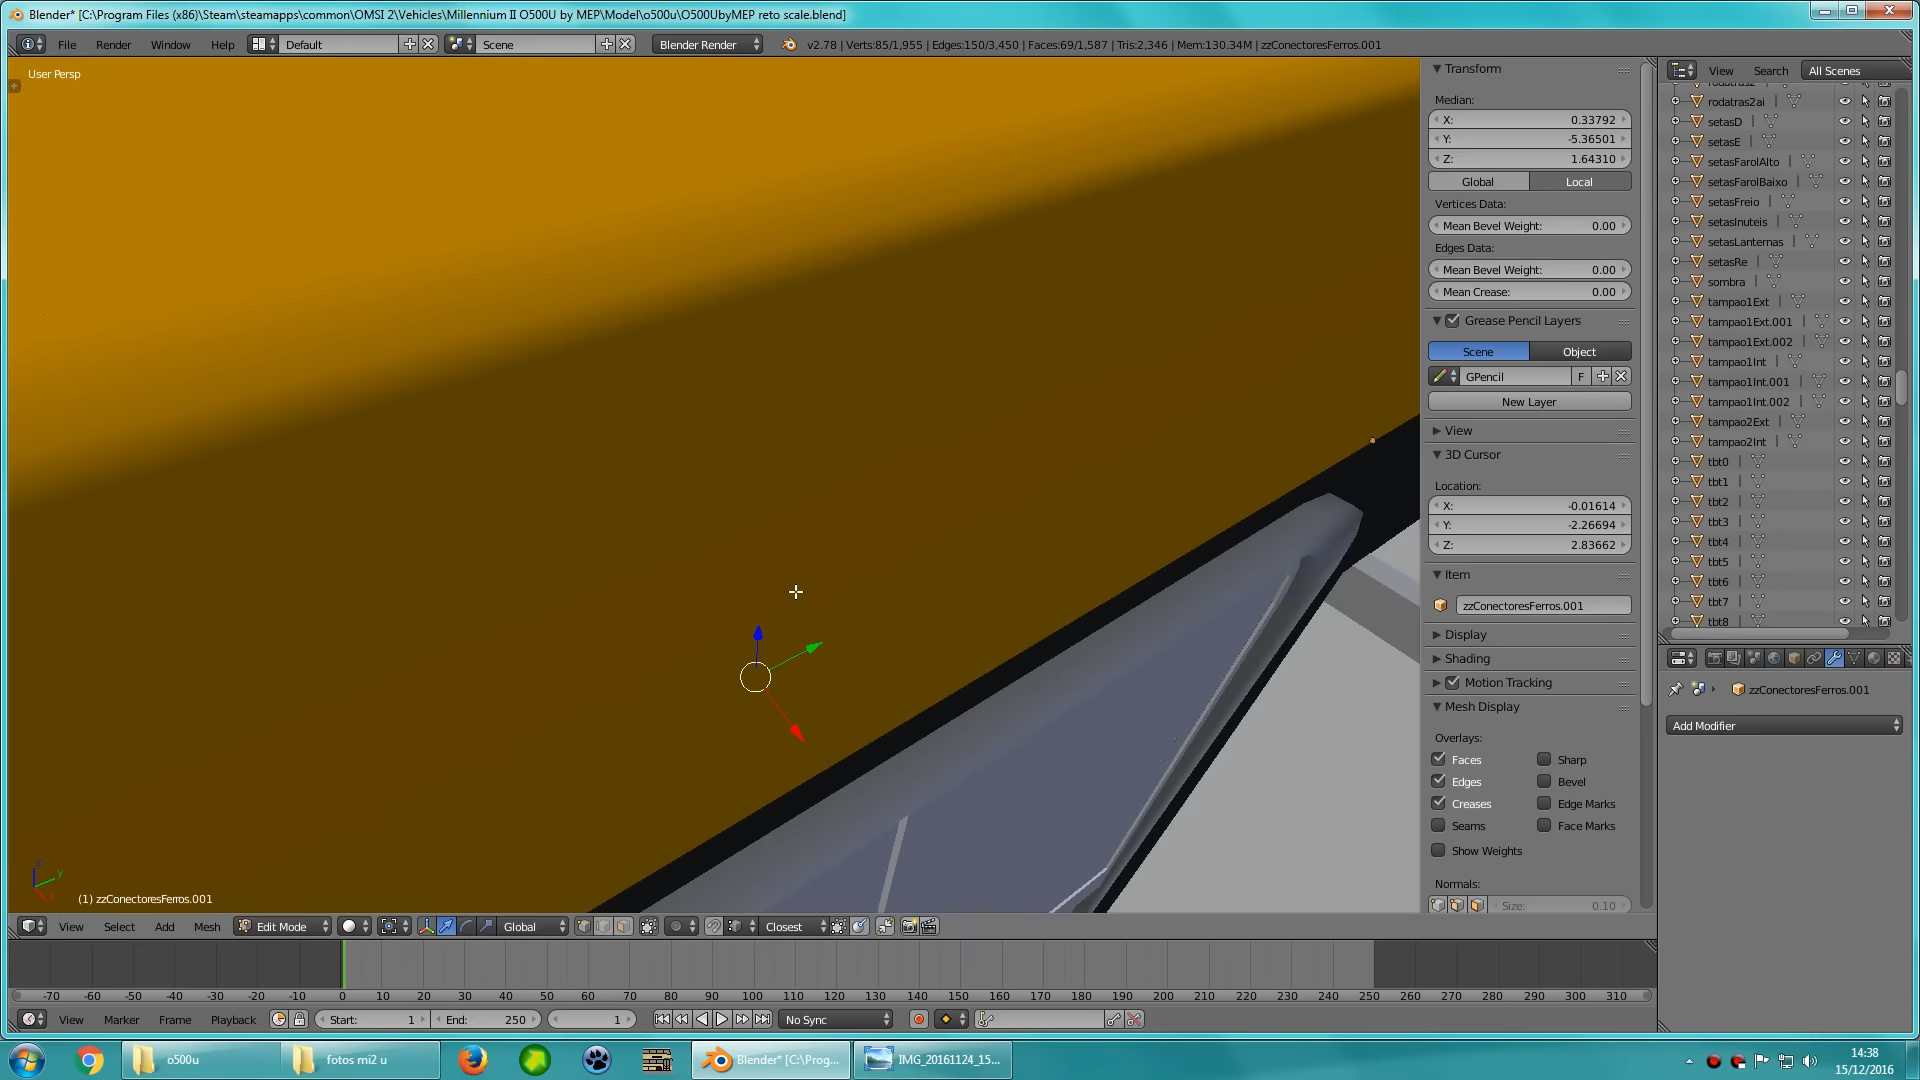 Blender* [C:\Program Files (x86)\Steam\steamapps\common\OMSI 2\Vehicles\Millennium II O500U by MEP\Model\o500u\O500UbyMEP reto scale.blend]
File Render Window Help Default Scene Blender Render v2.78 | Verts:85/1,955 | Edges:150/3,450 | Faces:69/1,587 | Tris:2,346 | Mem:130.34M | zzConectoresFerros.001
User Persp
(1) zzConectoresFerros.001
z
y
x
Transform
Median:
X: 0.33792
Y: -5.36501
Z: 1.64310
Global Local
Vertices Data:
Mean Bevel Weight: 0.00
Edges Data:
Mean Bevel Weight: 0.00
Mean Crease: 0.00
Grease Pencil Layers
Scene Object
GPencil F
New Layer
View
3D Cursor
Location:
X: -0.01614
Y: -2.26694
Z: 2.83662
Item
zzConectoresFerros.001
Display
Shading
Motion Tracking
Mesh Display
Overlays:
Faces Sharp
Edges Bevel
Creases Edge Marks
Seams Face Marks
Show Weights
Normals:
Size: 0.10
View Search All Scenes
rodatras2
rodatras2ai
setasD
setasE
setasFarolAlto
setasFarolBaixo
setasFreio
setasInuteis
setasLanternas
setasRe
sombra
tampao1Ext
tampao1Ext.001
tampao1Ext.002
tampao1Int
tampao1Int.001
tampao1Int.002
tampao2Ext
tampao2Int
tbt0
tbt1
tbt2
tbt3
tbt4
tbt5
tbt6
tbt7
tbt8
zzConectoresFerros.001
Add Modifier
View Select Add Mesh Edit Mode Global Closest
-70 -60 -50 -40 -30 -20 -10 0 10 20 30 40 50 60 70 80 90 100 110 120 130 140 150 160 170 180 190 200 210 220 230 240 250 260 270 280 290 300 310
View Marker Frame Playback Start: 1 End: 250 1 No Sync
o500u fotos mi2 u Blender* [C:\Prog... IMG_20161124_15...
14:38
15/12/2016